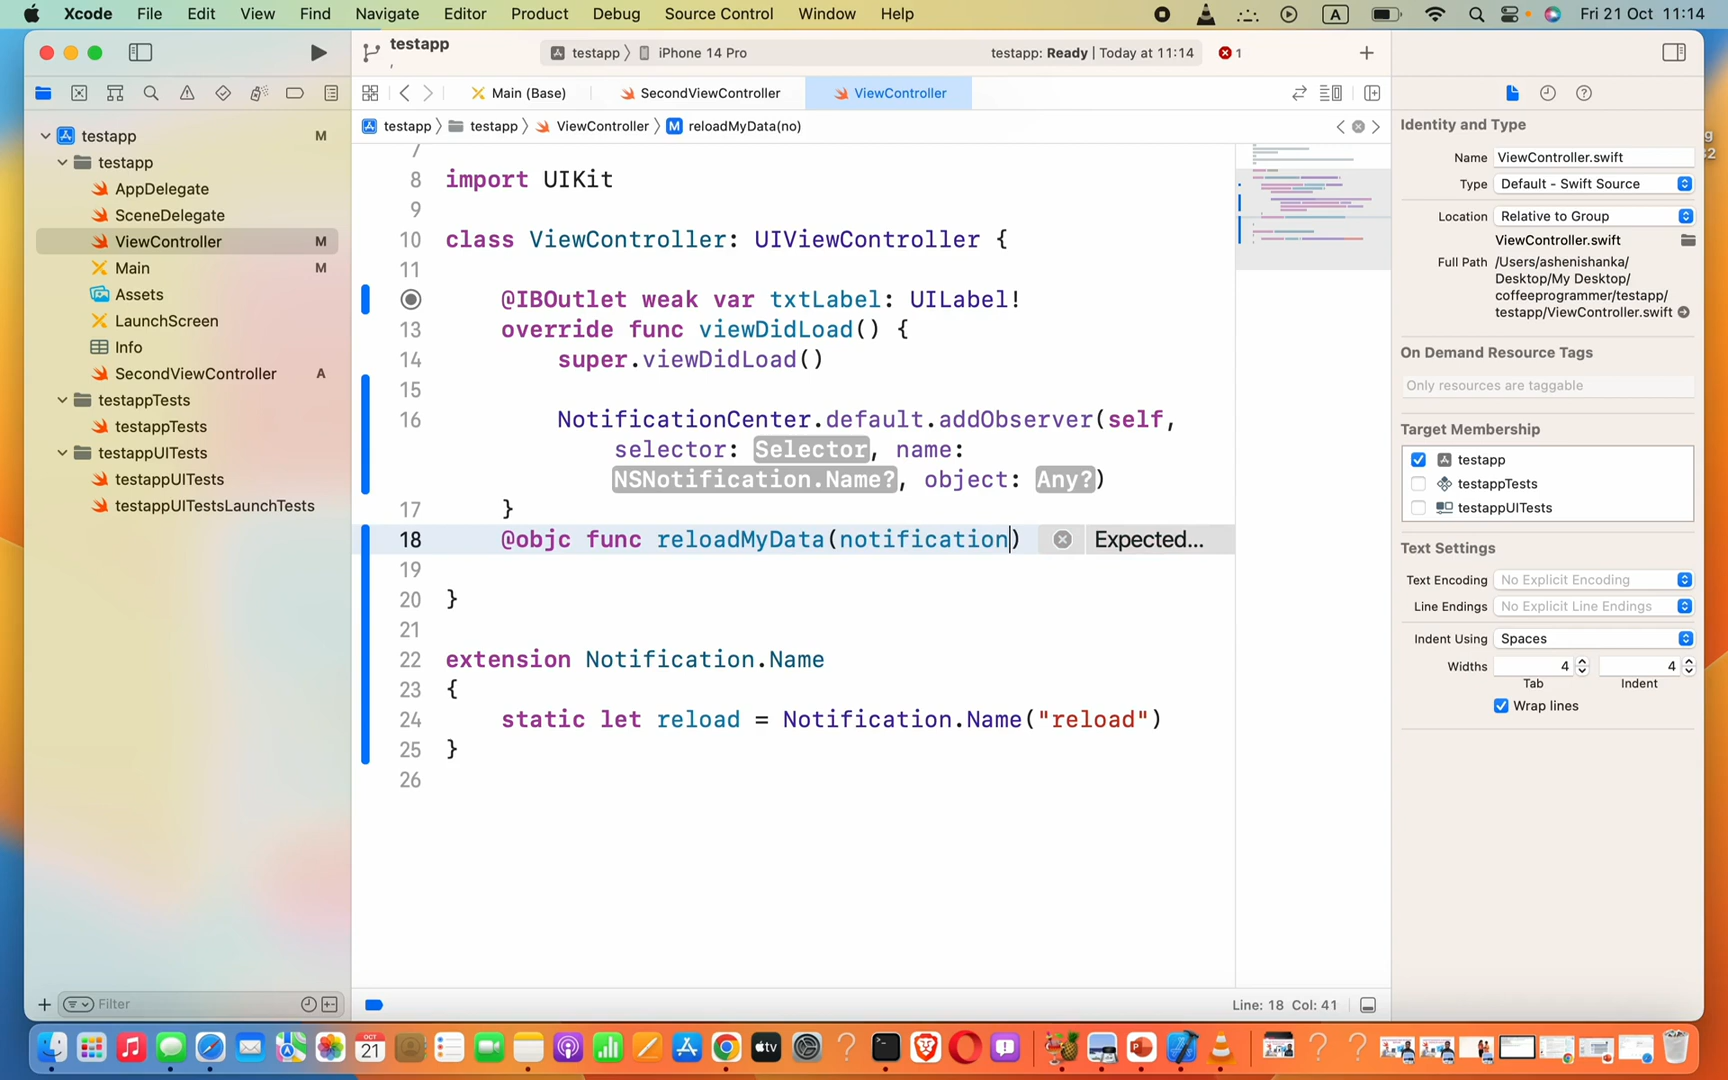 Xcode File Edit View Find Navigate Editor Product Debug Source Control Window Help A Fri 21 Oct 11:14
testapp
testapp iPhone 14 Pro testapp: Ready | Today at 11:14 1
Main (Base) SecondViewController ViewController
testapp testapp ViewController M reloadMyData(no)
testapp M
testapp
AppDelegate
SceneDelegate
ViewController M
Main M
Assets
LaunchScreen
Info
SecondViewController A
testappTests
testappTests
testappUITests
testappUITests
testappUITestsLaunchTests
Filter
7
8 import UIKit
9
10 class ViewController: UIViewController {
11
@IBOutlet weak var txtLabel: UILabel!
13 override func viewDidLoad() {
14 super.viewDidLoad()
15
16 NotificationCenter.default.addObserver(self,
selector: Selector, name:
NSNotification.Name?, object: Any?)
17 }
18 @objc func reloadMyData(notification) Expected...
19
20 }
21
22 extension Notification.Name
23 {
24 static let reload = Notification.Name("reload")
25 }
26
Line: 18 Col: 41
Identity and Type
Name ViewController.swift
Type Default - Swift Source
Location Relative to Group
ViewController.swift
Full Path /Users/ashenishanka/
Desktop/My Desktop/
coffeeprogrammer/testapp/
testapp/ViewController.swift
On Demand Resource Tags
Only resources are taggable
Target Membership
testapp
testappTests
testappUITests
Text Settings
Text Encoding No Explicit Encoding
Line Endings No Explicit Line Endings
Indent Using Spaces
Widths 4 4
Tab Indent
Wrap lines
g
2
OCT
21
tv